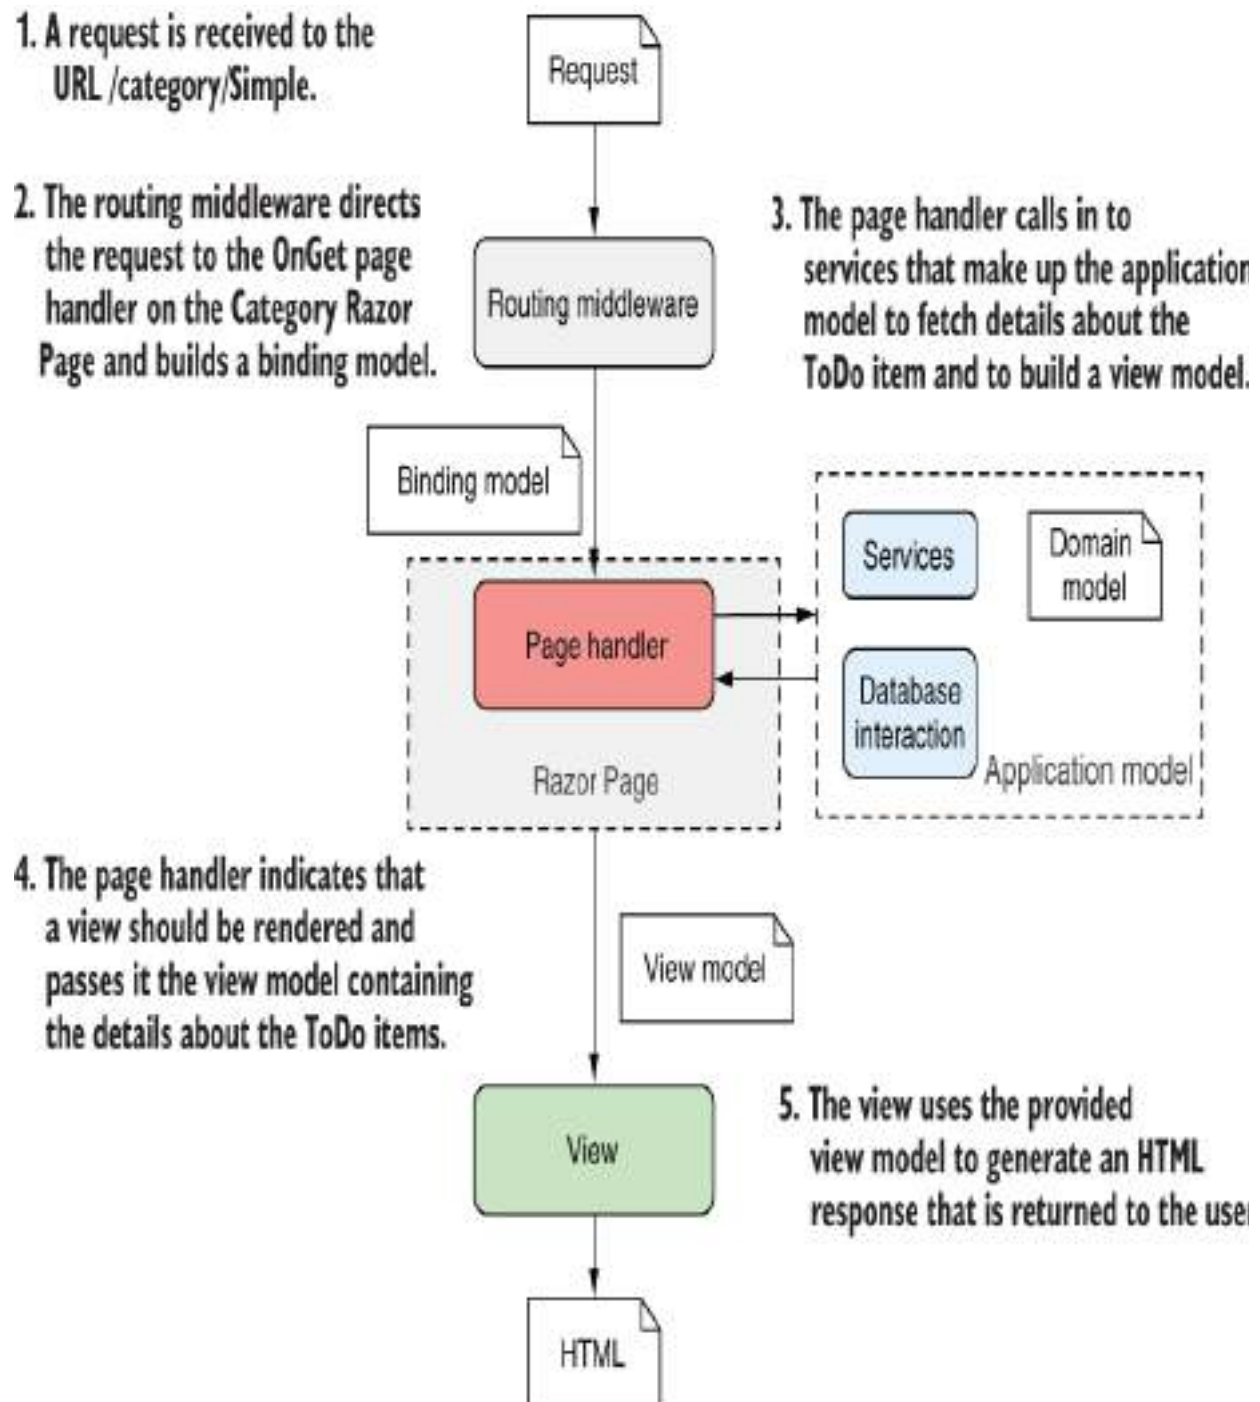 1. A request is received to the
URL /category/Simple.
Request
2. The routing middleware directs
the request to the OnGet page
handler on the Category Razor
Page and builds a binding model.
Routing middleware
3. The page handler calls in to
services that make up the application
model to fetch details about the
ToDo item and to build a view model.
Binding model
Page handler
Razor Page
Services
Domain
model
Database
interaction
Application model
4. The page handler indicates that
a view should be rendered and
passes it the view model containing
the details about the ToDo items.
View model
View
5. The view uses the provided
view model to generate an HTML
response that is returned to the user
HTML